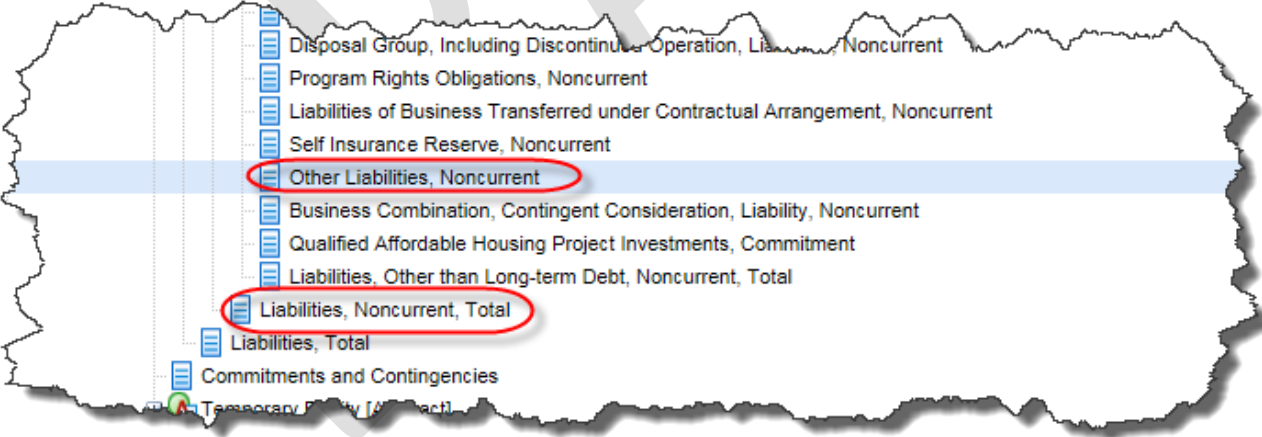 Disposal Group, Including Discontinued Operation, Noncurrent
Program Rights Obligations, Noncurrent
Liabilities of Business Transferred under Contractual Arrangement, Noncurrent
Self Insurance Reserve, Noncurrent
Other Liabilities, Noncurrent
Business Combination, Contingent Consideration, Liability, Noncurrent
Qualified Affordable Housing Project Investments, Commitment
Liabilities, Other than Long-term Debt, Noncurrent, Total
Liabilities, Noncurrent, Total
Liabilities, Total
Commitments and Contingencies
Temporary